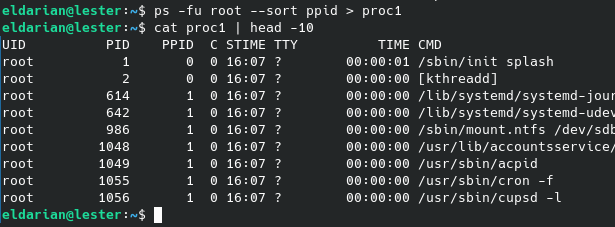 eldarian@lester:~$ ps -fu root --sort ppid > proc1
eldarian@lester:~$ cat proc1 | head -10
UID          PID    PPID  C STIME TTY          TIME CMD
root           1       0  0 16:07 ?        00:00:01 /sbin/init splash
root           2       0  0 16:07 ?        00:00:00 [kthreadd]
root         614       1  0 16:07 ?        00:00:00 /lib/systemd/systemd-jour
root         642       1  0 16:07 ?        00:00:00 /lib/systemd/systemd-udev
root         986       1  0 16:07 ?        00:00:00 /sbin/mount.ntfs /dev/sdb
root        1048       1  0 16:07 ?        00:00:00 /usr/lib/accountsservice/
root        1049       1  0 16:07 ?        00:00:00 /usr/sbin/acpid
root        1055       1  0 16:07 ?        00:00:00 /usr/sbin/cron -f
root        1056       1  0 16:07 ?        00:00:00 /usr/sbin/cupsd -l
eldarian@lester:~$